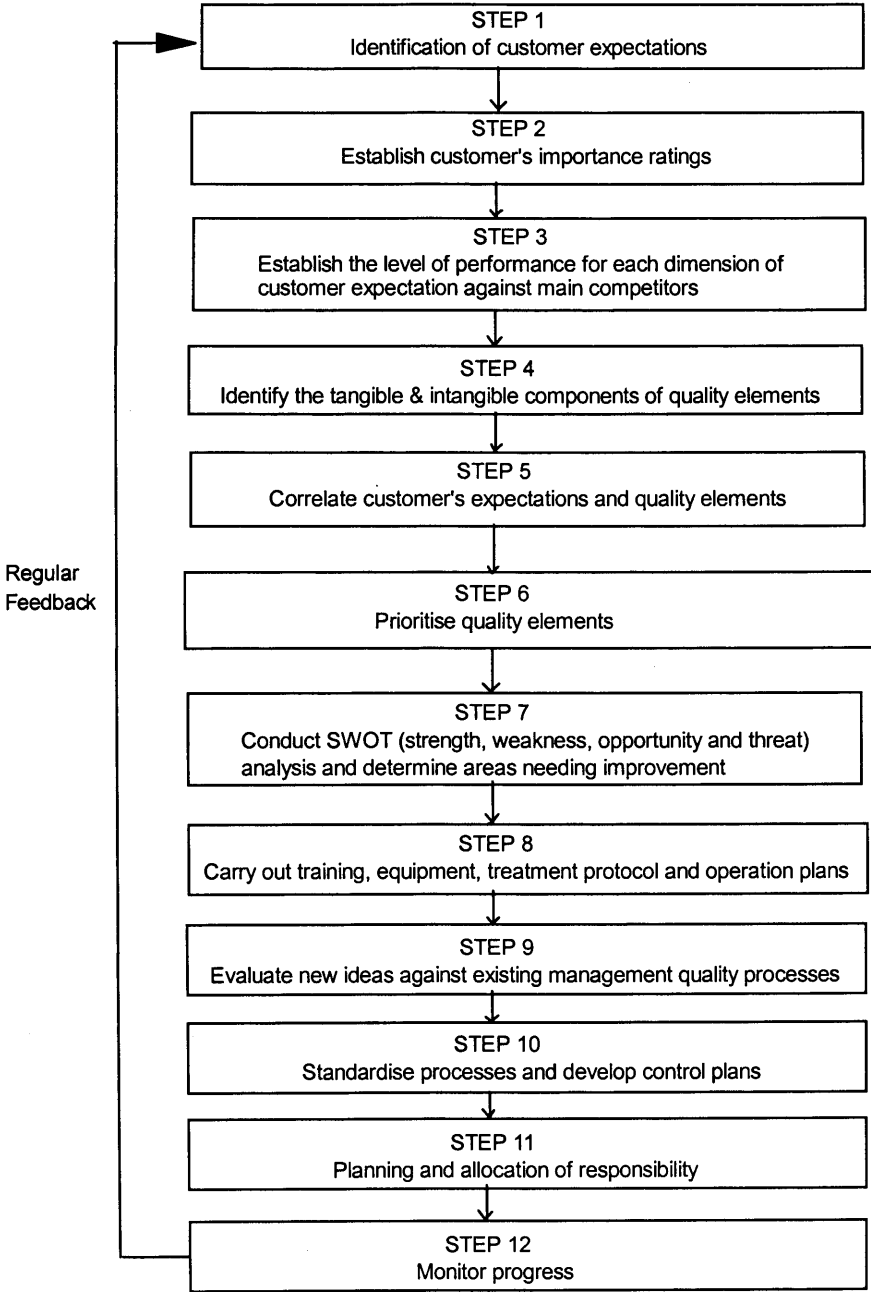 STEP 1
Identification of customer expectations
STEP 2
Establish customer's importance ratings
STEP 3
Establish the level of performance for each dimension of
customer expectation against main competitors
STEP 4
Identify the tangible & intangible components of quality elements
STEP 5
Correlate customer's expectations and quality elements
Regular
Feedback
STEP 6
Prioritise quality elements
STEP 7
Conduct SWOT (strength, weakness, opportunity and threat)
analysis and determine areas needing improvement
STEP 8
Carry out training, equipment, treatment protocol and operation plans
STEP 9
Evaluate new ideas against existing management quality processes
STEP 10
Standardise processes and develop control plans
STEP 11
Planning and allocation of responsibility
STEP 12
Monitor progress